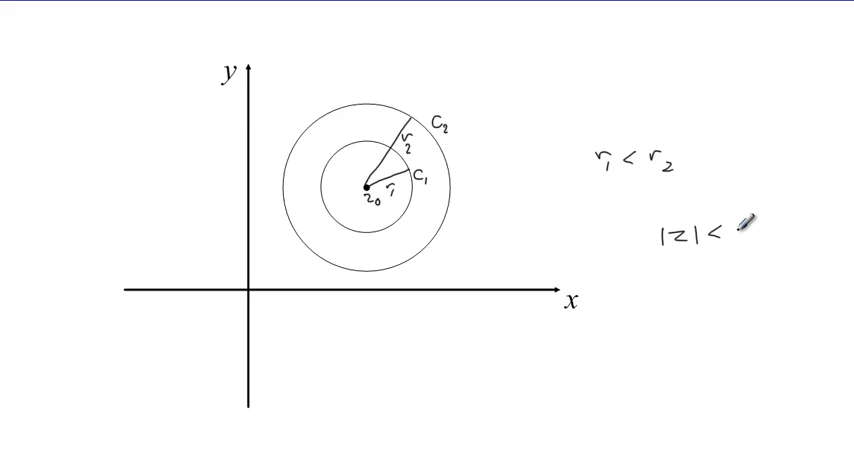 y
C₂
r₂
C₁
r₁
z₀
r₁ < r₂
|z| <
x